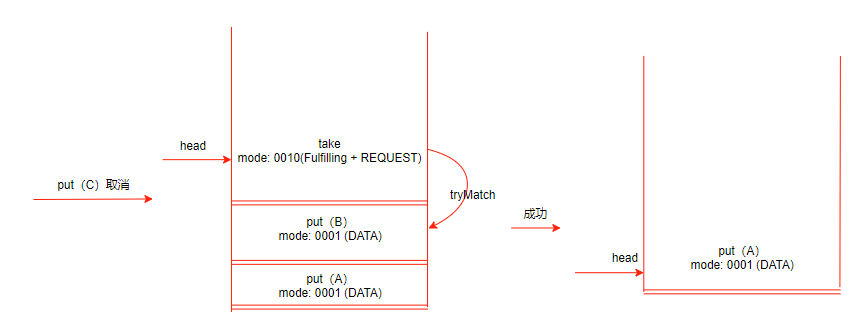 put（C）取消
head
take
mode: 0010(Fulfilling + REQUEST)
tryMatch
put（B）
mode: 0001 (DATA)
put（A）
mode: 0001 (DATA)
成功
head
put（A）
mode: 0001 (DATA)